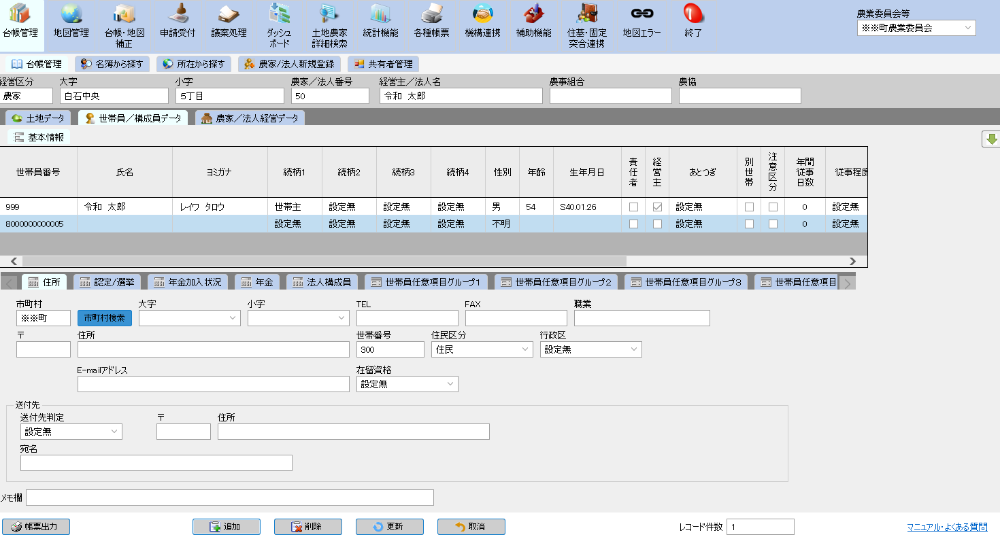 台帳管理 地図管理 台帳・地図補正 申請受付 議案処理 ダッシュボード 土地農家詳細検索 統計機能 各種帳票 機構連携 補助機能 住基・固定突合連携 地図エラー 終了
農業委員会等
※※町農業委員会
台帳管理 名簿から探す 所在から探す 農家/法人新規登録 共有者管理
経営区分 大字 小字 農家／法人番号 経営主／法人名 農事組合 農協
農家 白石中央 5丁目 50 令和 太郎
土地データ 世帯員／構成員データ 農家／法人経営データ
基本情報
世帯員番号 氏名 ヨミガナ 続柄1 続柄2 続柄3 続柄4 性別 年齢 生年月日 責任者 経営主 あとつぎ 別世帯 注意区分 年間従事日数 従事程度
999 令和 太郎 レイワ タロウ 世帯主 設定無 設定無 設定無 男 54 S40.01.26 設定無 0 設定無
8000000000005 設定無 設定無 設定無 設定無 不明 設定無 0 設定無
住所 認定/選挙 年金加入状況 年金 法人構成員 世帯員任意項目グループ1 世帯員任意項目グループ2 世帯員任意項目グループ3 世帯員任意項目
市町村 大字 小字 TEL FAX 職業
※※町 市町村検索
〒 住所 世帯番号 住民区分 行政区
300 住民 設定無
E-mailアドレス 在留資格
設定無
送付先
送付先判定 〒 住所
設定無
宛名
メモ欄
帳票出力 追加 削除 更新 取消 レコード件数 1 マニュアル・よくある質問